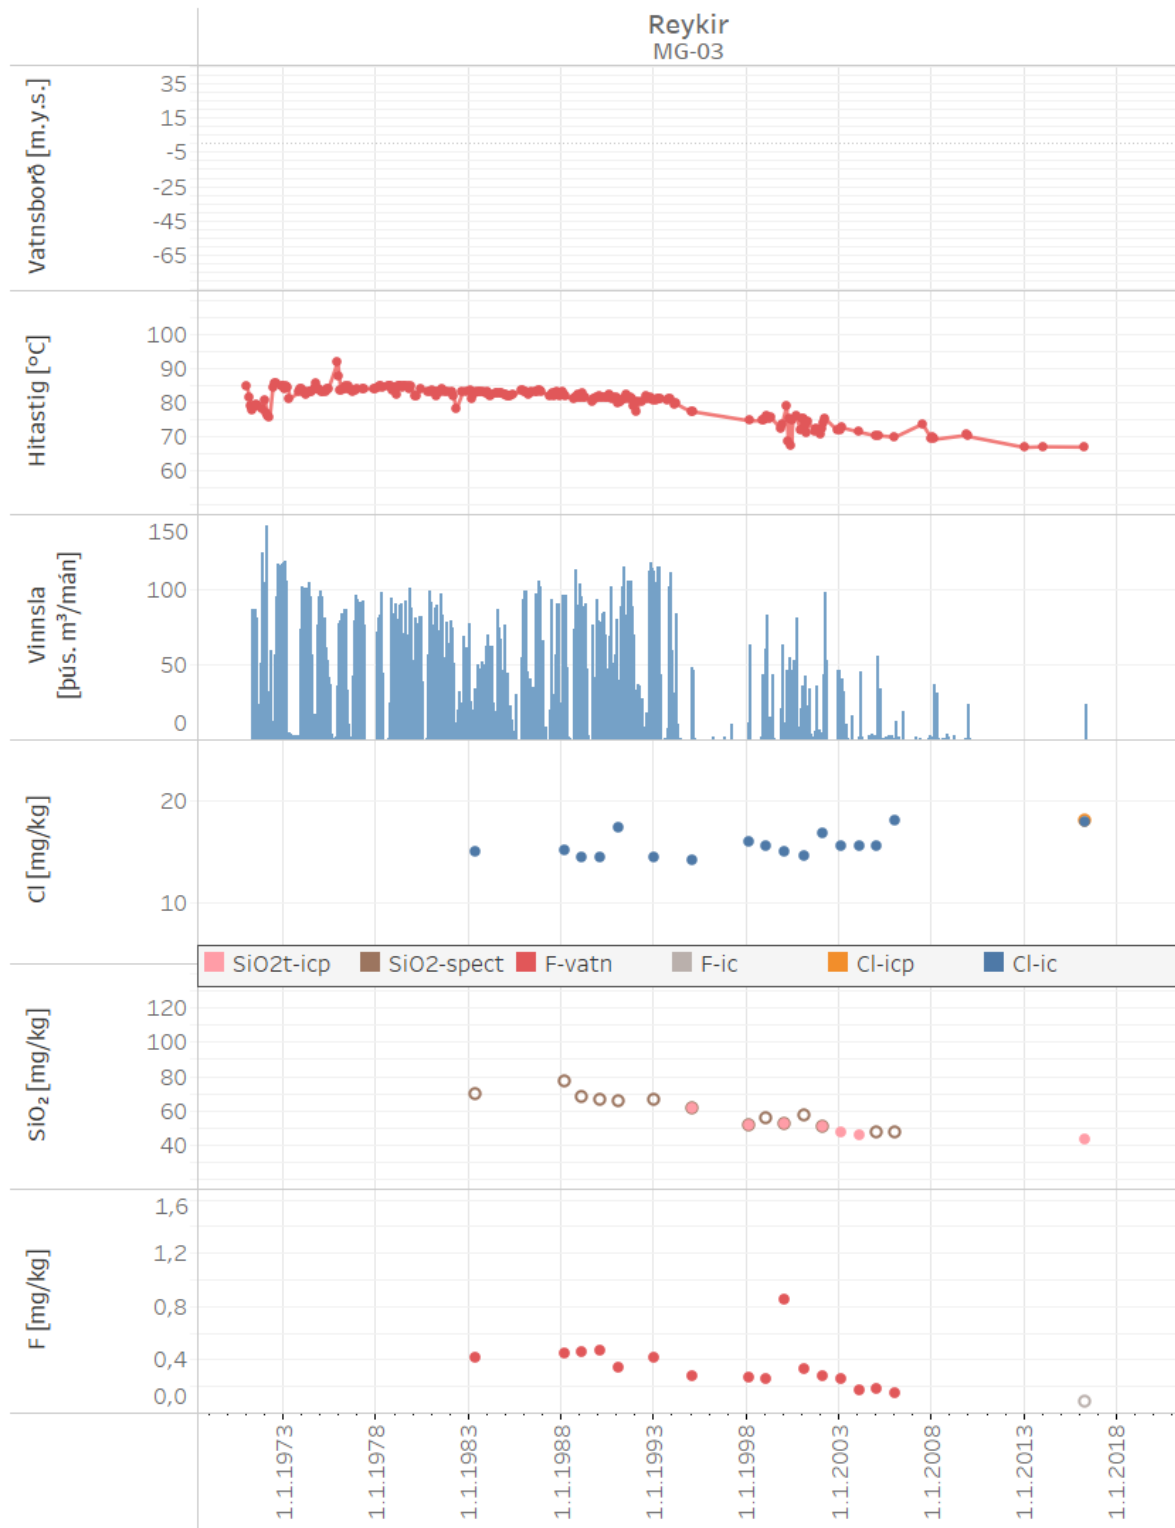 Reykir
MG-03
Vatnsborð [m.y.s.]
35
15
-5
-25
-45
-65
Hitastig [°C]
100
90
80
70
60
Vinnsla
[þús. m³/mán]
150
100
50
0
Cl [mg/kg]
20
10
SiO2t-icp SiO2-spect F-vatn F-ic Cl-icp Cl-ic
SiO₂ [mg/kg]
120
100
80
60
40
F [mg/kg]
1,6
1,2
0,8
0,4
0,0
1.1.1973 1.1.1978 1.1.1983 1.1.1988 1.1.1993 1.1.1998 1.1.2003 1.1.2008 1.1.2013 1.1.2018